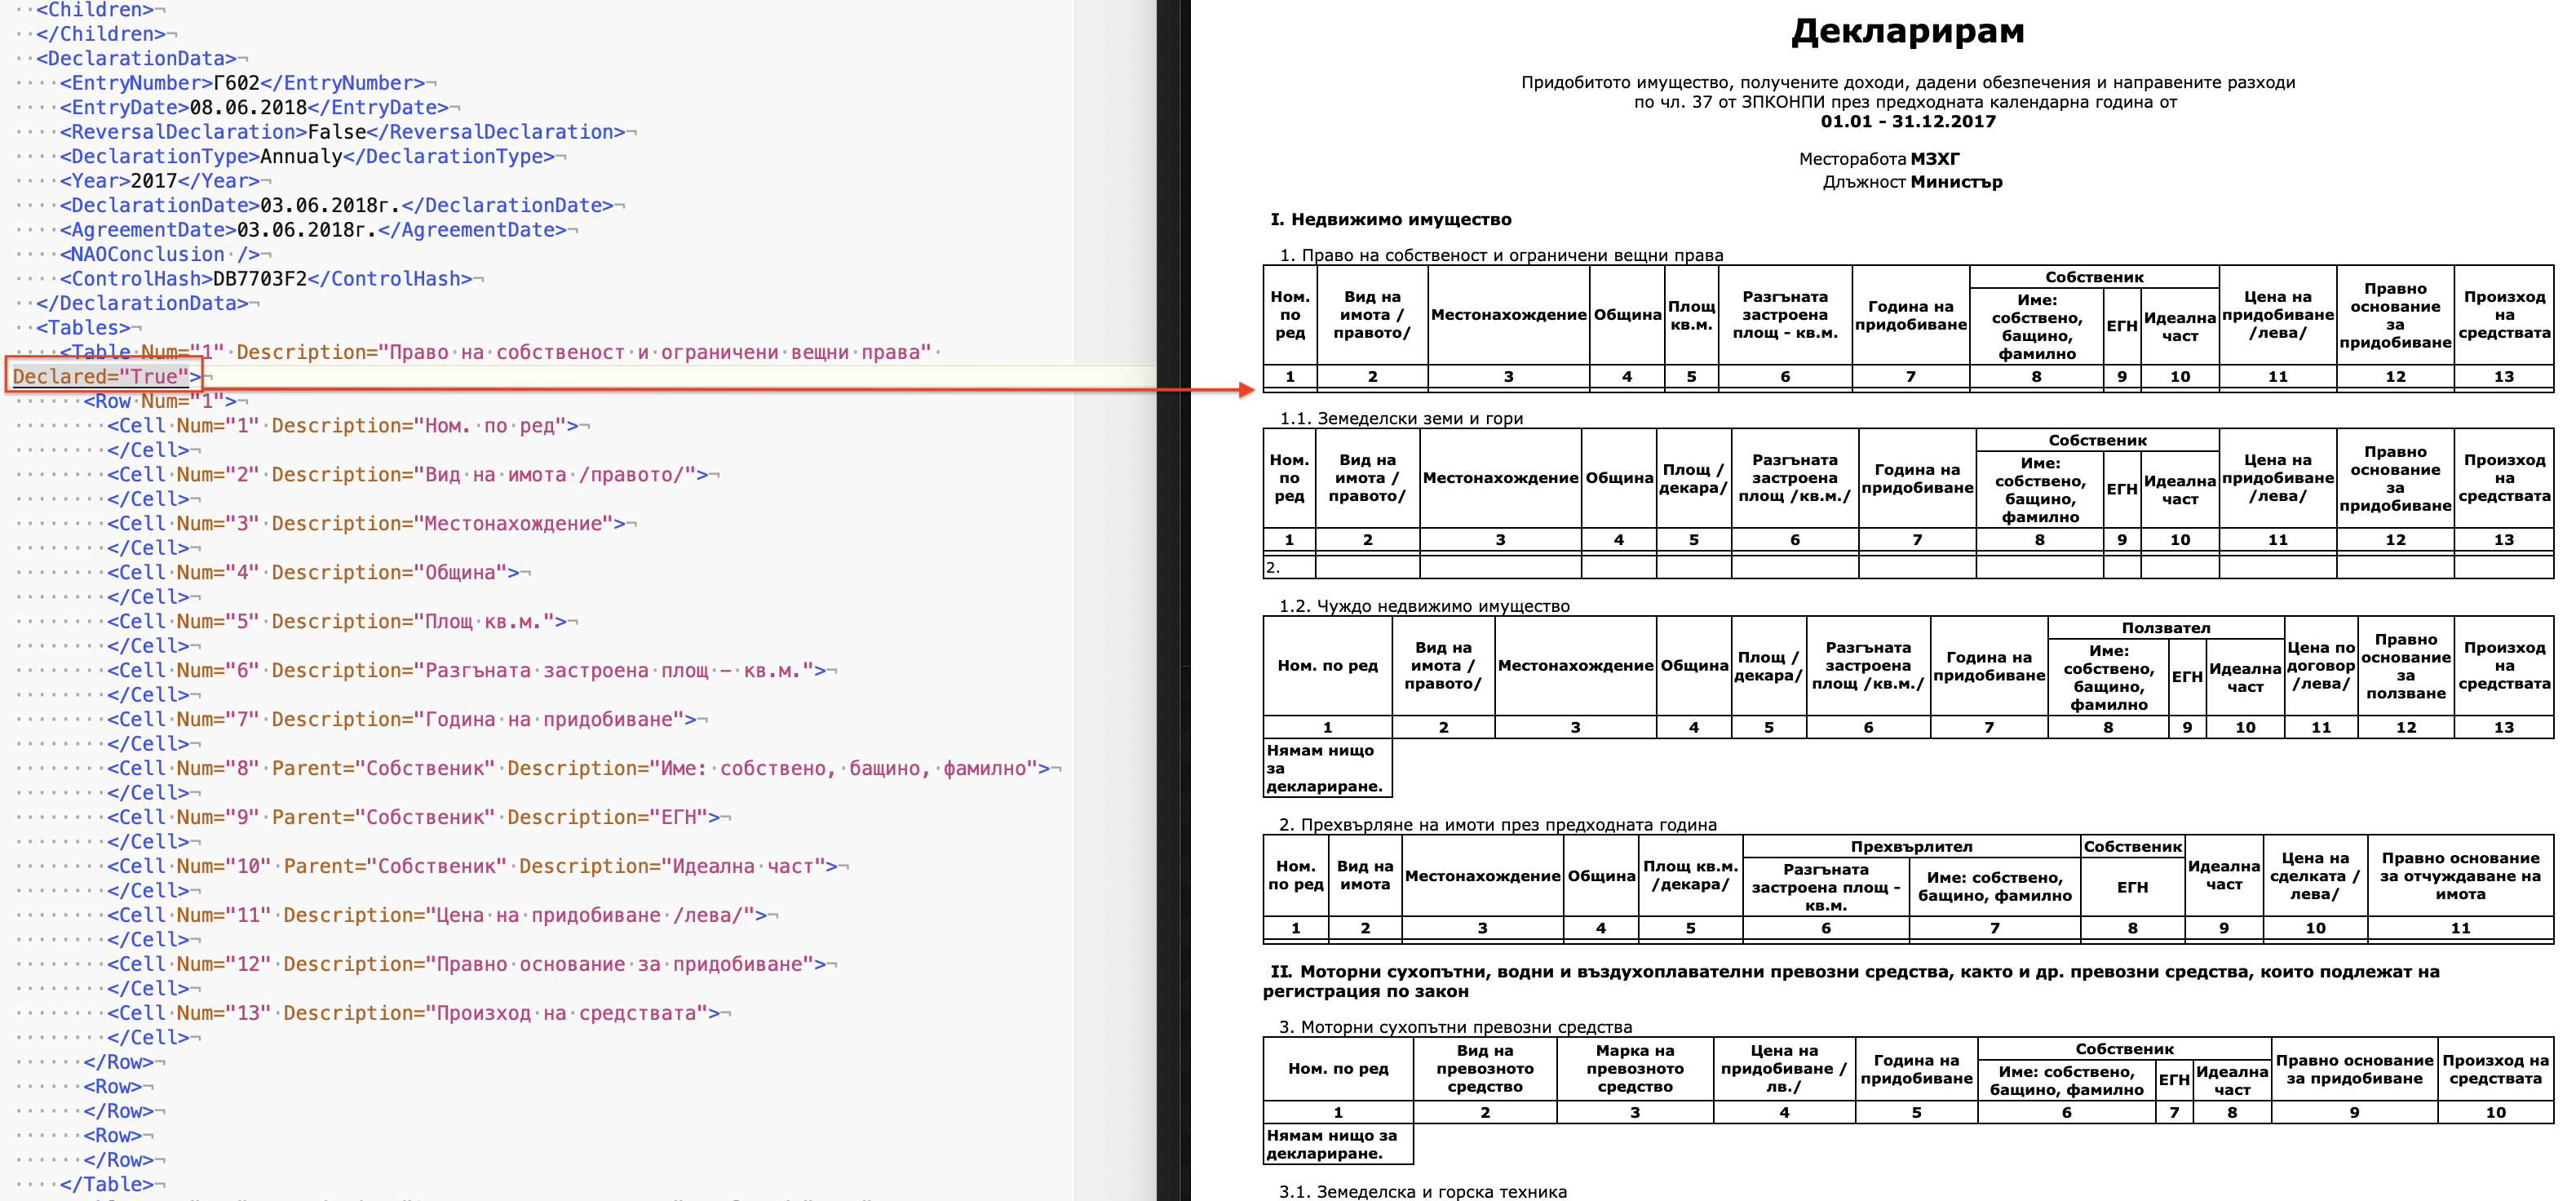 <Children>
</Children>
<DeclarationData>
<EntryNumber>Г602</EntryNumber>
<EntryDate>08.06.2018</EntryDate>
<ReversalDeclaration>False</ReversalDeclaration>
<DeclarationType>Annualy</DeclarationType>
<Year>2017</Year>
<DeclarationDate>03.06.2018г.</DeclarationDate>
<AgreementDate>03.06.2018г.</AgreementDate>
<NAOConclusion />
<ControlHash>DB7703F2</ControlHash>
</DeclarationData>
<Tables>
<Table Num="1" Description="Право на собственост и ограничени вещни права"
Declared="True">
<Row Num="1">
<Cell Num="1" Description="Ном. по ред">
</Cell>
<Cell Num="2" Description="Вид на имота /правото/">
</Cell>
<Cell Num="3" Description="Местонахождение">
</Cell>
<Cell Num="4" Description="Община">
</Cell>
<Cell Num="5" Description="Площ кв.м.">
</Cell>
<Cell Num="6" Description="Разгъната застроена площ - кв.м.">
</Cell>
<Cell Num="7" Description="Година на придобиване">
</Cell>
<Cell Num="8" Parent="Собственик" Description="Име: собствено, бащино, фамилно">
</Cell>
<Cell Num="9" Parent="Собственик" Description="ЕГН">
</Cell>
<Cell Num="10" Parent="Собственик" Description="Идеална част">
</Cell>
<Cell Num="11" Description="Цена на придобиване /лева/">
</Cell>
<Cell Num="12" Description="Правно основание за придобиване">
</Cell>
<Cell Num="13" Description="Произход на средствата">
</Cell>
</Row>
<Row>
</Row>
<Row>
</Row>
</Table>
Декларирам
Придобитото имущество, получените доходи, дадени обезпечения и направените разходи
по чл. 37 от ЗПКОНПИ през предходната календарна година от
01.01 - 31.12.2017
Месторабота МЗХГ
Длъжност Министър
I. Недвижимо имущество
1. Право на собственост и ограничени вещни права
Ном. по ред
Вид на имота /правото/
Местонахождение
Община
Площ кв.м.
Разгъната застроена площ - кв.м.
Година на придобиване
Собственик
Име: собствено, бащино, фамилно
ЕГН
Идеална част
Цена на придобиване /лева/
Правно основание за придобиване
Произход на средствата
1 2 3 4 5 6 7 8 9 10 11 12 13
1.1. Земеделски земи и гори
Ном. по ред
Вид на имота /правото/
Местонахождение
Община
Площ /декара/
Разгъната застроена площ /кв.м./
Година на придобиване
Собственик
Име: собствено, бащино, фамилно
ЕГН
Идеална част
Цена на придобиване /лева/
Правно основание за придобиване
Произход на средствата
1 2 3 4 5 6 7 8 9 10 11 12 13
2.
1.2. Чуждо недвижимо имущество
Ном. по ред
Вид на имота /правото/
Местонахождение
Община
Площ /декара/
Разгъната застроена площ /кв.м./
Година на придобиване
Ползвател
Име: собствено, бащино, фамилно
ЕГН
Идеална част
Цена по договор /лева/
Правно основание за ползване
Произход на средствата
1 2 3 4 5 6 7 8 9 10 11 12 13
Нямам нищо за деклариране.
2. Прехвърляне на имоти през предходната година
Ном. по ред
Вид на имота
Местонахождение
Община
Площ кв.м. /декара/
Прехвърлител
Разгъната застроена площ - кв.м.
Име: собствено, бащино, фамилно
Собственик
ЕГН
Идеална част
Цена на сделката /лева/
Правно основание за отчуждаване на имота
1 2 3 4 5 6 7 8 9 10 11
II. Моторни сухопътни, водни и въздухоплавателни превозни средства, както и др. превозни средства, които подлежат на
регистрация по закон
3. Моторни сухопътни превозни средства
Ном. по ред
Вид на превозното средство
Марка на превозното средство
Цена на придобиване /лв./
Година на придобиване
Собственик
Име: собствено, бащино, фамилно
ЕГН
Идеална част
Правно основание за придобиване
Произход на средствата
1 2 3 4 5 6 7 8 9 10
Нямам нищо за деклариране.
3.1. Земеделска и горска техника